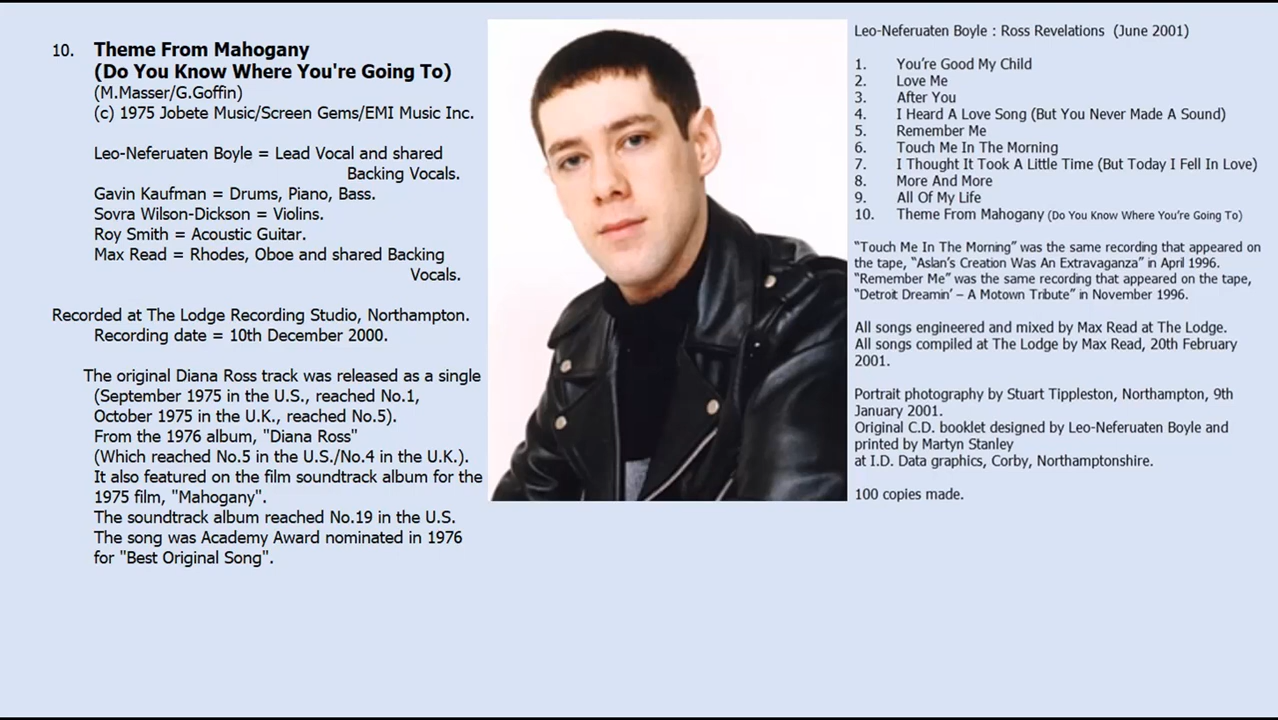 10. Theme From Mahogany
(Do You Know Where You're Going To)
(M.Masser/G.Goffin)
(c) 1975 Jobete Music/Screen Gems/EMI Music Inc.
Leo-Neferuaten Boyle = Lead Vocal and shared
Backing Vocals.
Gavin Kaufman = Drums, Piano, Bass.
Sovra Wilson-Dickson = Violins.
Roy Smith = Acoustic Guitar.
Max Read = Rhodes, Oboe and shared Backing
Vocals.
Recorded at The Lodge Recording Studio, Northampton.
Recording date = 10th December 2000.
The original Diana Ross track was released as a single
(September 1975 in the U.S., reached No.1,
October 1975 in the U.K., reached No.5).
From the 1976 album, "Diana Ross"
(Which reached No.5 in the U.S./No.4 in the U.K.).
It also featured on the film soundtrack album for the
1975 film, "Mahogany".
The soundtrack album reached No.19 in the U.S.
The song was Academy Award nominated in 1976
for "Best Original Song".
Leo-Neferuaten Boyle : Ross Revelations (June 2001)
1. You're Good My Child
2. Love Me
3. After You
4. I Heard A Love Song (But You Never Made A Sound)
5. Remember Me
6. Touch Me In The Morning
7. I Thought It Took A Little Time (But Today I Fell In Love)
8. More And More
9. All Of My Life
10. Theme From Mahogany (Do You Know Where You're Going To)
"Touch Me In The Morning" was the same recording that appeared on
the tape, "Aslan's Creation Was An Extravaganza" in April 1996.
"Remember Me" was the same recording that appeared on the tape,
"Detroit Dreamin' – A Motown Tribute" in November 1996.
All songs engineered and mixed by Max Read at The Lodge.
All songs compiled at The Lodge by Max Read, 20th February
2001.
Portrait photography by Stuart Tippleston, Northampton, 9th
January 2001.
Original C.D. booklet designed by Leo-Neferuaten Boyle and
printed by Martyn Stanley
at I.D. Data graphics, Corby, Northamptonshire.
100 copies made.